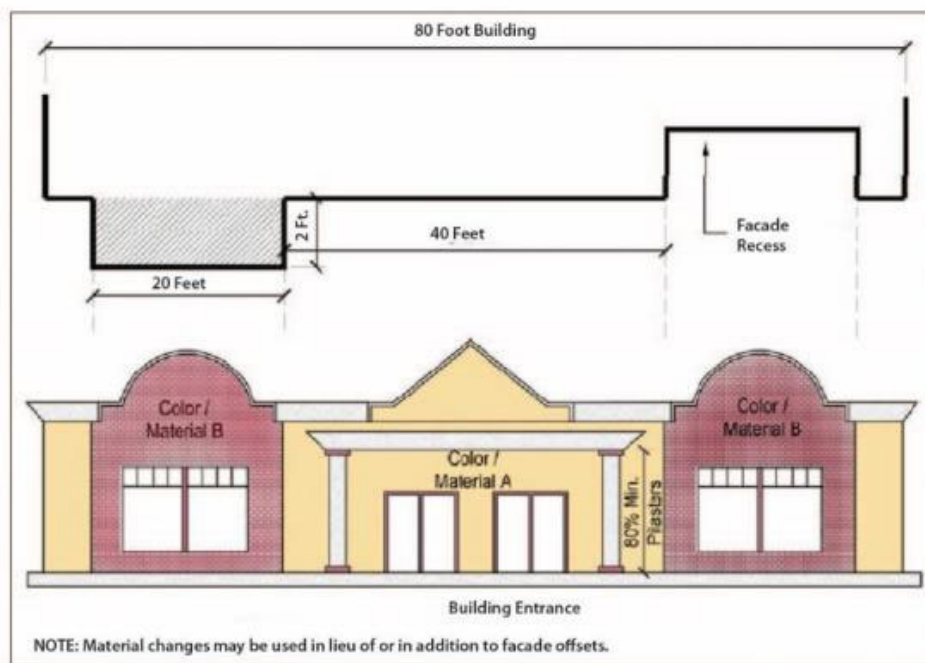 80 Foot Building
2 Ft.
40 Feet
Facade
Recess
20 Feet
Color /
Material B
Color /
Material A
Color /
Material B
80% Min.
Pilasters
Building Entrance
NOTE: Material changes may be used in lieu of or in addition to facade offsets.